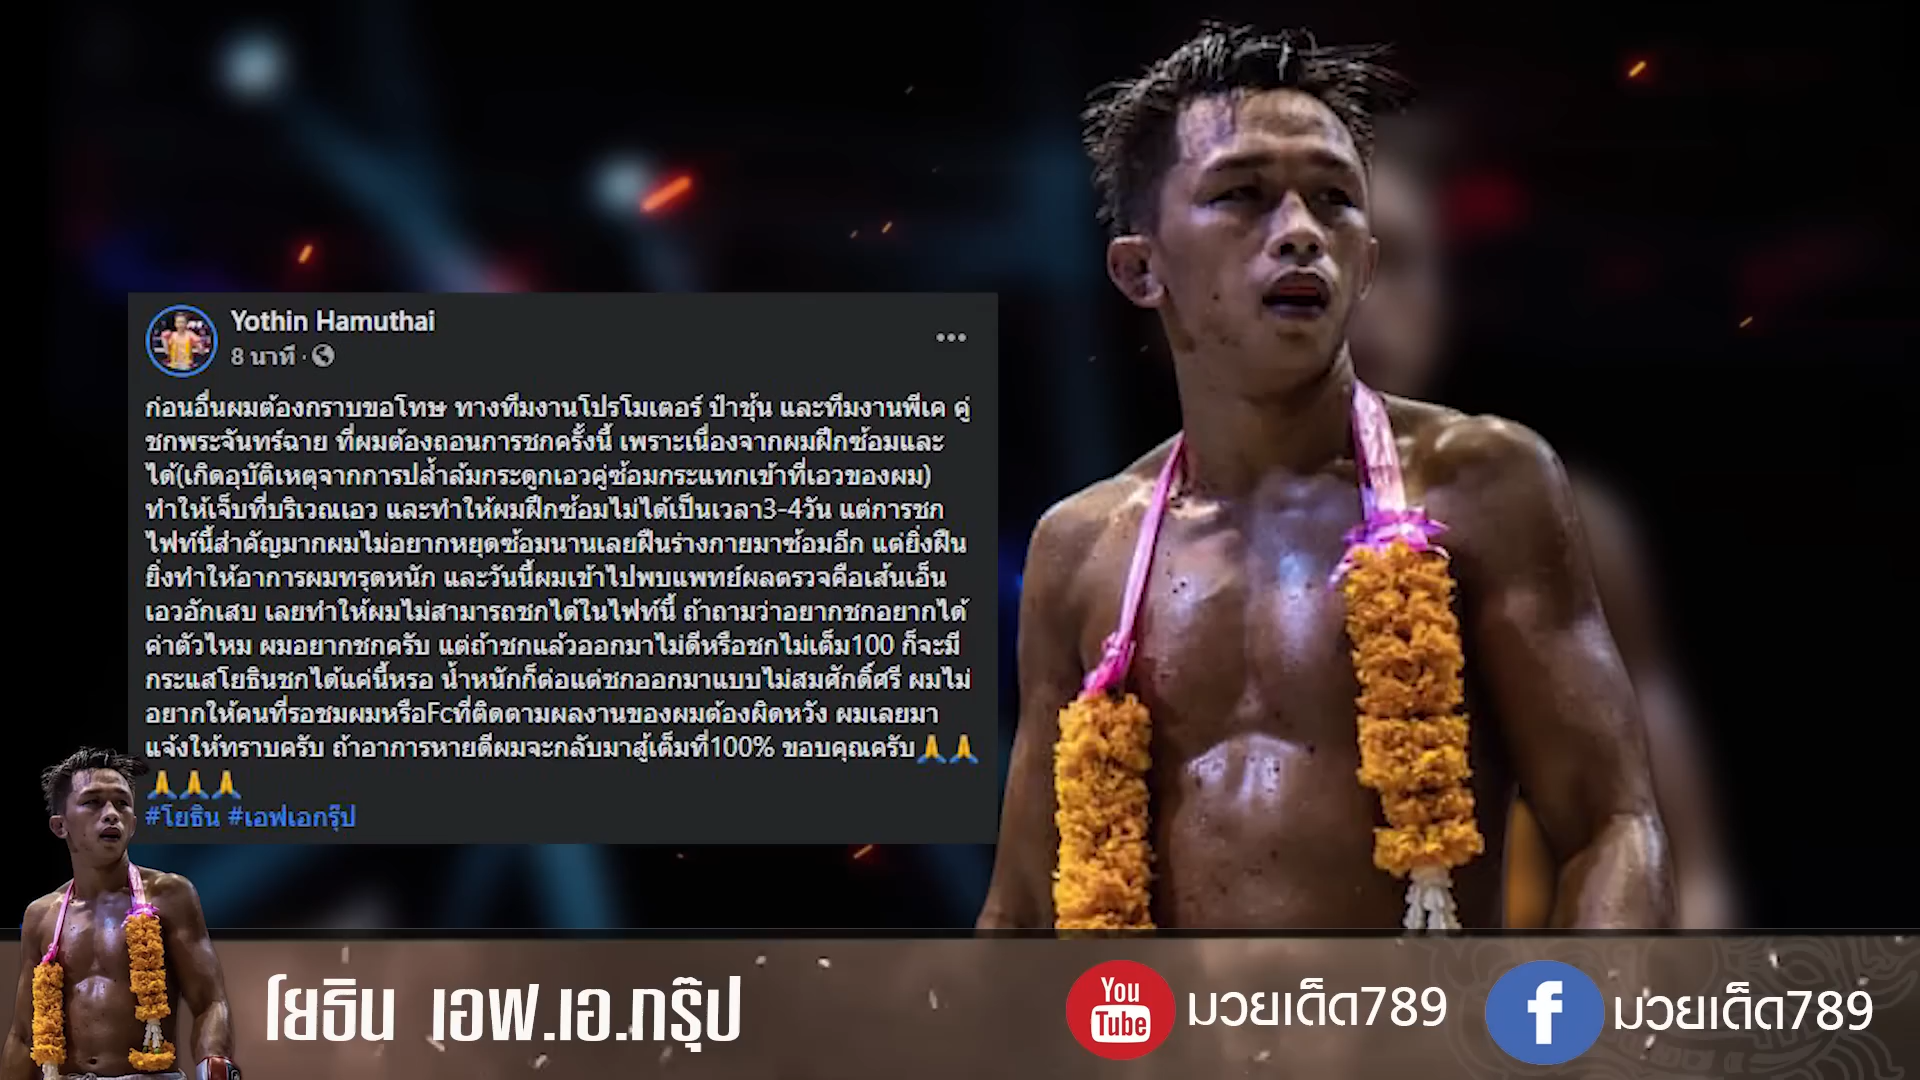 Yothin Hamuthai
8 นาที ·
ก่อนอื่นผมต้องกราบขอโทษ ทางทีมงานโปรโมเตอร์ ป๋าชุ้น และทีมงานพีเค คู่
ชกพระจันทร์ฉาย ที่ผมต้องถอนการชกครั้งนี้ เพราะเนื่องจากผมฝึกซ้อมและ
ได้(เกิดอุบัติเหตุจากการปล้ำล้มกระดูกเอวคู่ซ้อมกระแทกเข้าที่เอวของผม)
ทำให้เจ็บที่บริเวณเอว และทำให้ผมฝึกซ้อมไม่ได้เป็นเวลา3-4วัน แต่การชก
ไฟท์นี้สำคัญมากผมไม่อยากหยุดซ้อมนานเลยฝืนร่างกายมาซ้อมอีก แต่ยิ่งฝืน
ยิ่งทำให้อาการผมทรุดหนัก และวันนี้ผมเข้าไปพบแพทย์ผลตรวจคือเส้นเอ็น
เอวอักเสบ เลยทำให้ผมไม่สามารถชกได้ในไฟท์นี้ ถ้าถามว่าอยากชกอยากได้
ค่าตัวไหม ผมอยากชกครับ แต่ถ้าชกแล้วออกมาไม่ดีหรือชกไม่เต็ม100 ก็จะมี
กระแสโยธินชกได้แค่นี้หรอ น้ำหนักก็ต่อแต่ชกออกมาแบบไม่สมศักดิ์ศรี ผมไม่
อยากให้คนที่รอชมผมหรือFcที่ติดตามผลงานของผมต้องผิดหวัง ผมเลยมา
แจ้งให้ทราบครับ ถ้าอาการหายดีผมจะกลับมาสู้เต็มที่100% ขอบคุณครับ🙏🙏
🙏🙏🙏
#โยธิน #เอฟเอกรุ๊ป
โยธิน เอฟ.เอ.กรุ๊ป
You Tube มวยเด็ด789
f มวยเด็ด789